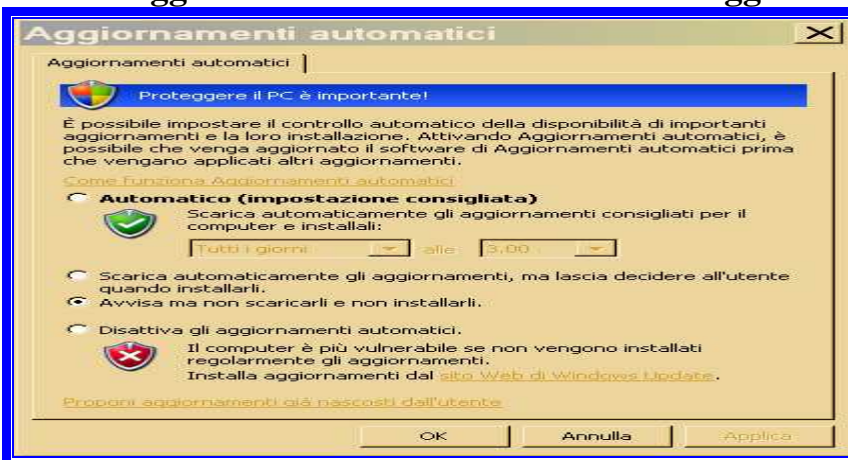 Aggiornamenti automatici
Aggiornamenti automatici
Proteggere il PC è importante!
È possibile impostare il controllo automatico della disponibilità di importanti
aggiornamenti e la loro installazione. Attivando Aggiornamenti automatici, è
possibile che venga aggiornato il software di Aggiornamenti automatici prima
che vengano applicati altri aggiornamenti.
Come funziona Aggiornamenti automatici
Automatico (impostazione consigliata)
Scarica automaticamente gli aggiornamenti consigliati per il
computer e installali:
Tutti i giorni alle 3.00
Scarica automaticamente gli aggiornamenti, ma lascia decidere all'utente
quando installarli.
Avvisa ma non scaricarli e non installarli.
Disattiva gli aggiornamenti automatici.
Il computer è più vulnerabile se non vengono installati
regolarmente gli aggiornamenti.
Installa aggiornamenti dal sito Web di Windows Update.
Proponi aggiornamenti già nascosti dall'utente
OK Annulla Applica